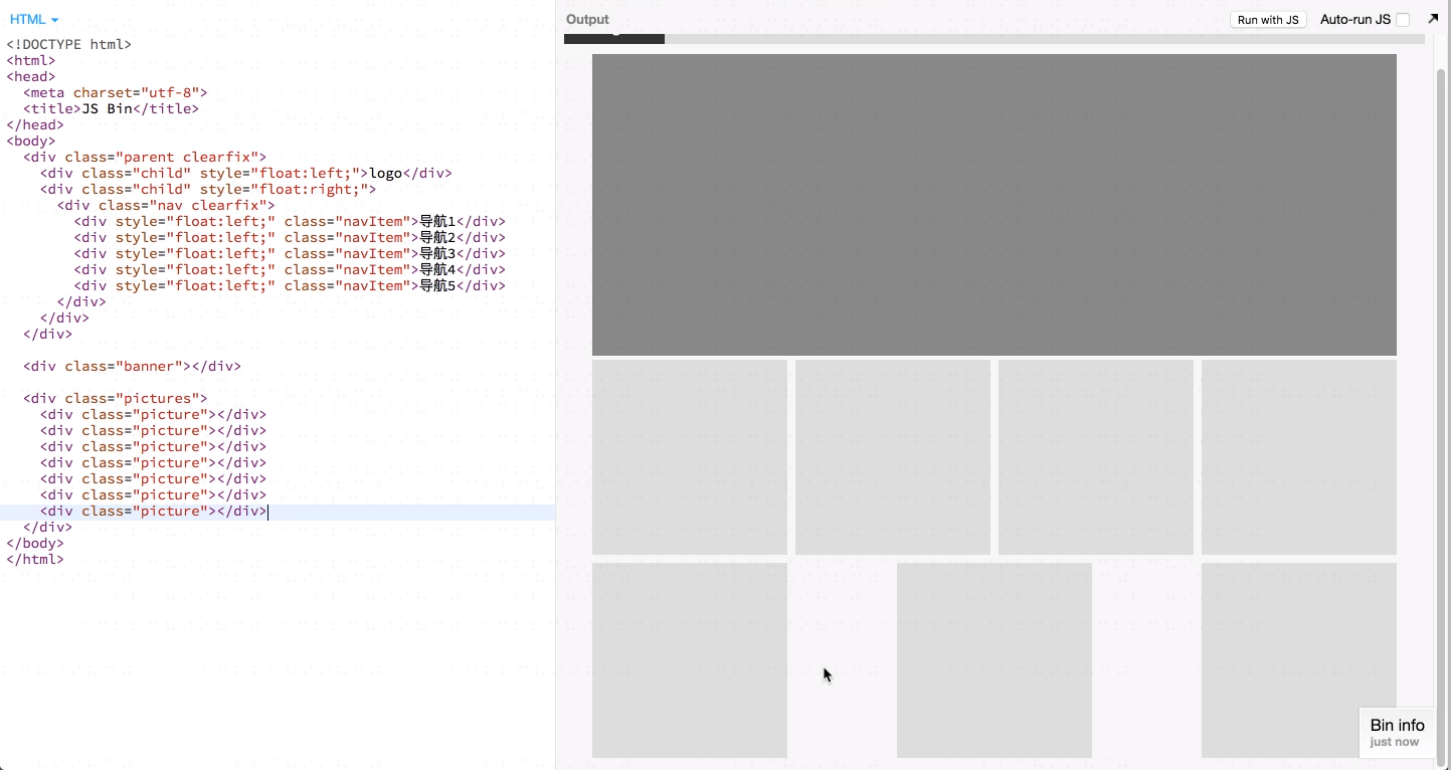 HTML
Output
Run with JS
Auto-run JS
<!DOCTYPE html>
<html>
<head>
  <meta charset="utf-8">
  <title>JS Bin</title>
</head>
<body>
  <div class="parent clearfix">
    <div class="child" style="float:left;">logo</div>
    <div class="child" style="float:right;">
      <div class="nav clearfix">
        <div style="float:left;" class="navItem">导航1</div>
        <div style="float:left;" class="navItem">导航2</div>
        <div style="float:left;" class="navItem">导航3</div>
        <div style="float:left;" class="navItem">导航4</div>
        <div style="float:left;" class="navItem">导航5</div>
      </div>
    </div>
  </div>
  <div class="banner"></div>
  <div class="pictures">
    <div class="picture"></div>
    <div class="picture"></div>
    <div class="picture"></div>
    <div class="picture"></div>
    <div class="picture"></div>
    <div class="picture"></div>
    <div class="picture"></div>
  </div>
</body>
</html>
Bin info
just now